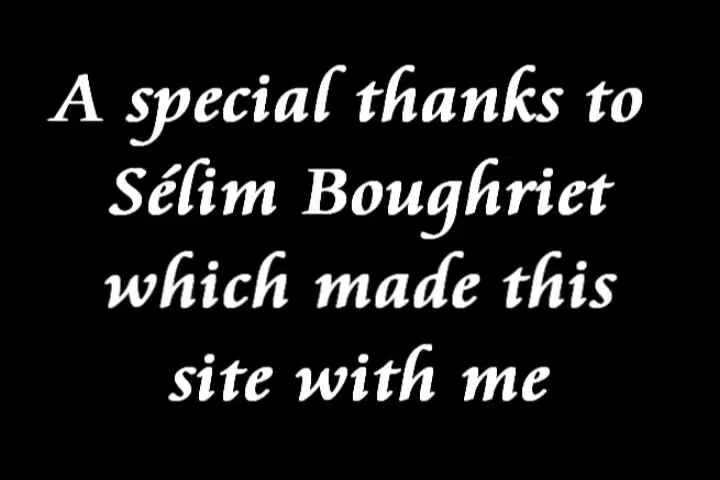 A special thanks to
Sélim Boughriet
which made this
site with me